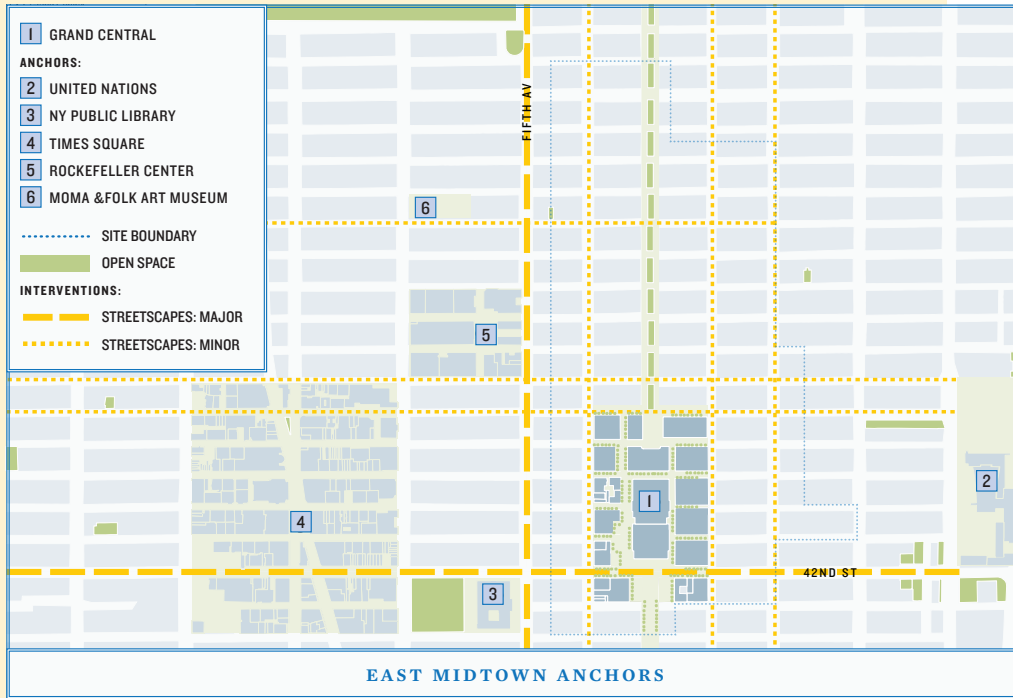 1 GRAND CENTRAL
ANCHORS:
2 UNITED NATIONS
3 NY PUBLIC LIBRARY
4 TIMES SQUARE
5 ROCKEFELLER CENTER
6 MOMA &FOLK ART MUSEUM
SITE BOUNDARY
OPEN SPACE
INTERVENTIONS:
STREETSCAPES: MAJOR
STREETSCAPES: MINOR
FIFTH AV
6
5
2
1
4
42ND ST
3
EAST MIDTOWN ANCHORS